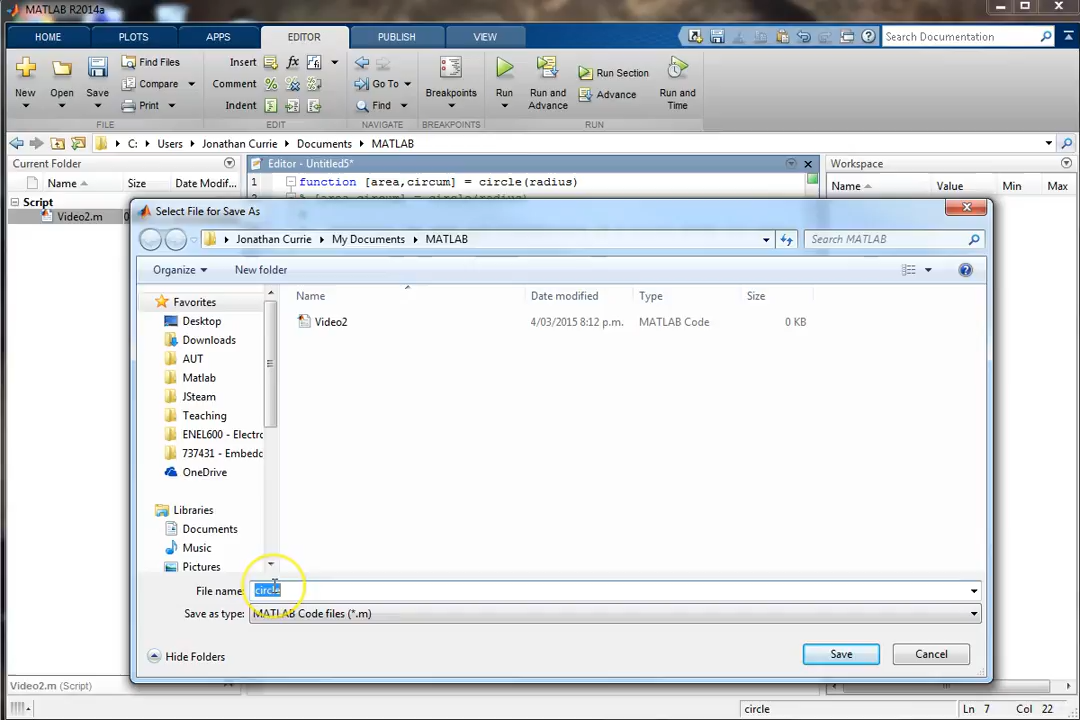 MATLAB R2014a
HOME PLOTS APPS EDITOR PUBLISH VIEW Search Documentation
Find Files Insert fx
Compare Comment Go To Run Section
New Open Save Breakpoints Run Run and Advance Advance Run and Time
Print Indent Find
FILE EDIT NAVIGATE BREAKPOINTS RUN
C: Users Jonathan Currie Documents MATLAB
Current Folder Editor - Untitled5* Workspace
Name Size Date Modif... 1 function [area,circum] = circle(radius) Name Value Min Max
Script
Video2.m
Select File for Save As
Jonathan Currie My Documents MATLAB Search MATLAB
Organize New folder
Favorites Name Date modified Type Size
Desktop Video2 4/03/2015 8:12 p.m. MATLAB Code 0 KB
Downloads
AUT
Matlab
JSteam
Teaching
ENEL600 - Electro
737431 - Embedd
OneDrive
Libraries
Documents
Music
Pictures
File name: circle
Save as type: MATLAB Code files (*.m)
Hide Folders Save Cancel
Video2.m (Script)
circle Ln 7 Col 22